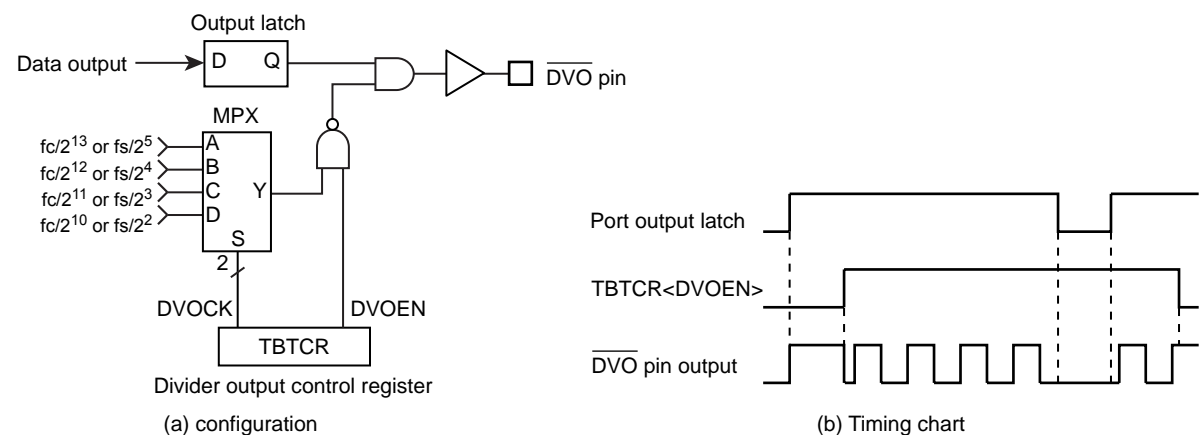 Output latch
Data output
D Q
DVO pin
MPX
fc/2^13 or fs/2^5
A
fc/2^12 or fs/2^4
B
fc/2^11 or fs/2^3
C
Y
fc/2^10 or fs/2^2
D
S
2
DVOCK
DVOEN
TBTCR
Divider output control register
(a) configuration
Port output latch
TBTCR<DVOEN>
DVO pin output
(b) Timing chart